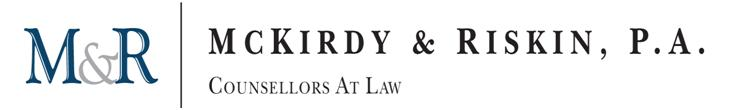 M&R
McKirdy & Riskin, P.A.
Counsellors At Law